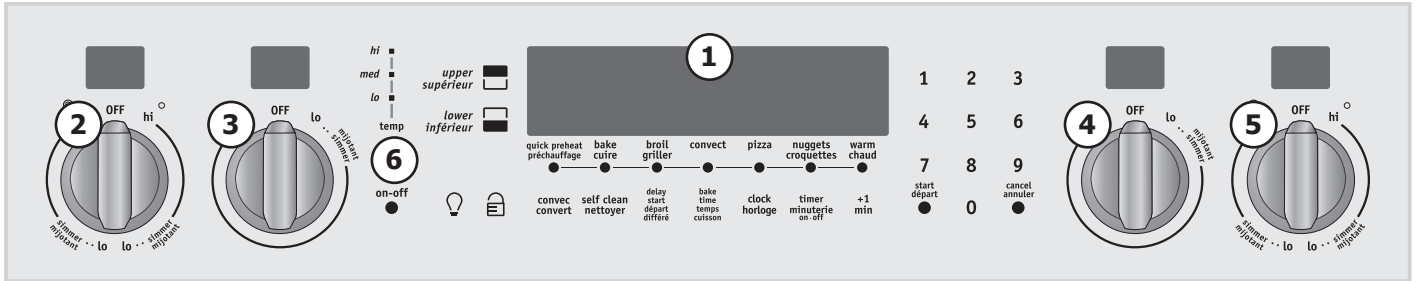 1
2
OFF
hi
simmer
mijotant
lo
lo
simmer
mijotant
3
OFF
lo
mijotant
simmer
hi
med
lo
temp
6
on-off
upper
supérieur
lower
inférieur
quick preheat
préchauffage
bake
cuire
broil
griller
convect
pizza
nuggets
croquettes
warm
chaud
convec
convert
self clean
nettoyer
delay
start
départ
différé
bake
time
temps
cuisson
clock
horloge
timer
minuterie
on-off
+1
min
1 2 3
4 5 6
7 8 9
start
départ
0
cancel
annuler
4
OFF
lo
mijotant
simmer
5
OFF
hi
simmer
mijotant
lo
lo
simmer
mijotant